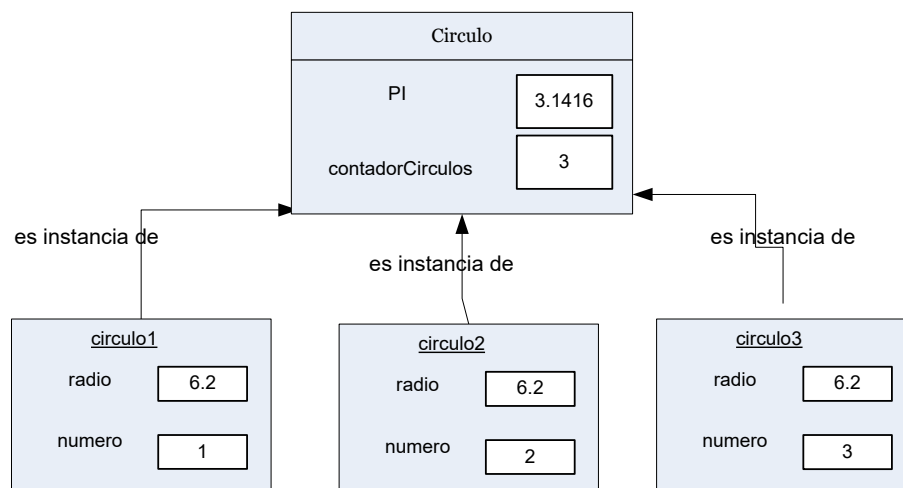 Circulo
PI
3.1416
contadorCirculos
3
es instancia de
es instancia de
es instancia de
circulo1
radio
6.2
numero
1
circulo2
radio
6.2
numero
2
circulo3
radio
6.2
numero
3